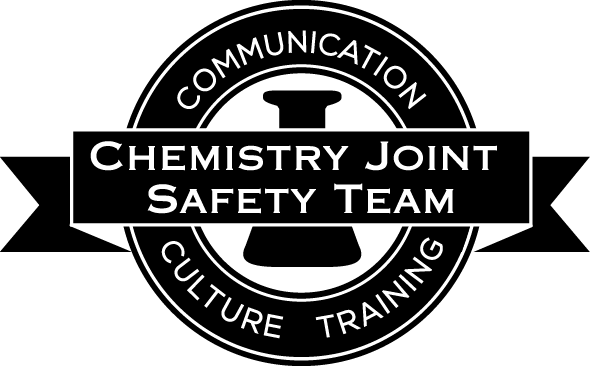 COMMUNICATION
CHEMISTRY JOINT
SAFETY TEAM
CULTURE TRAINING